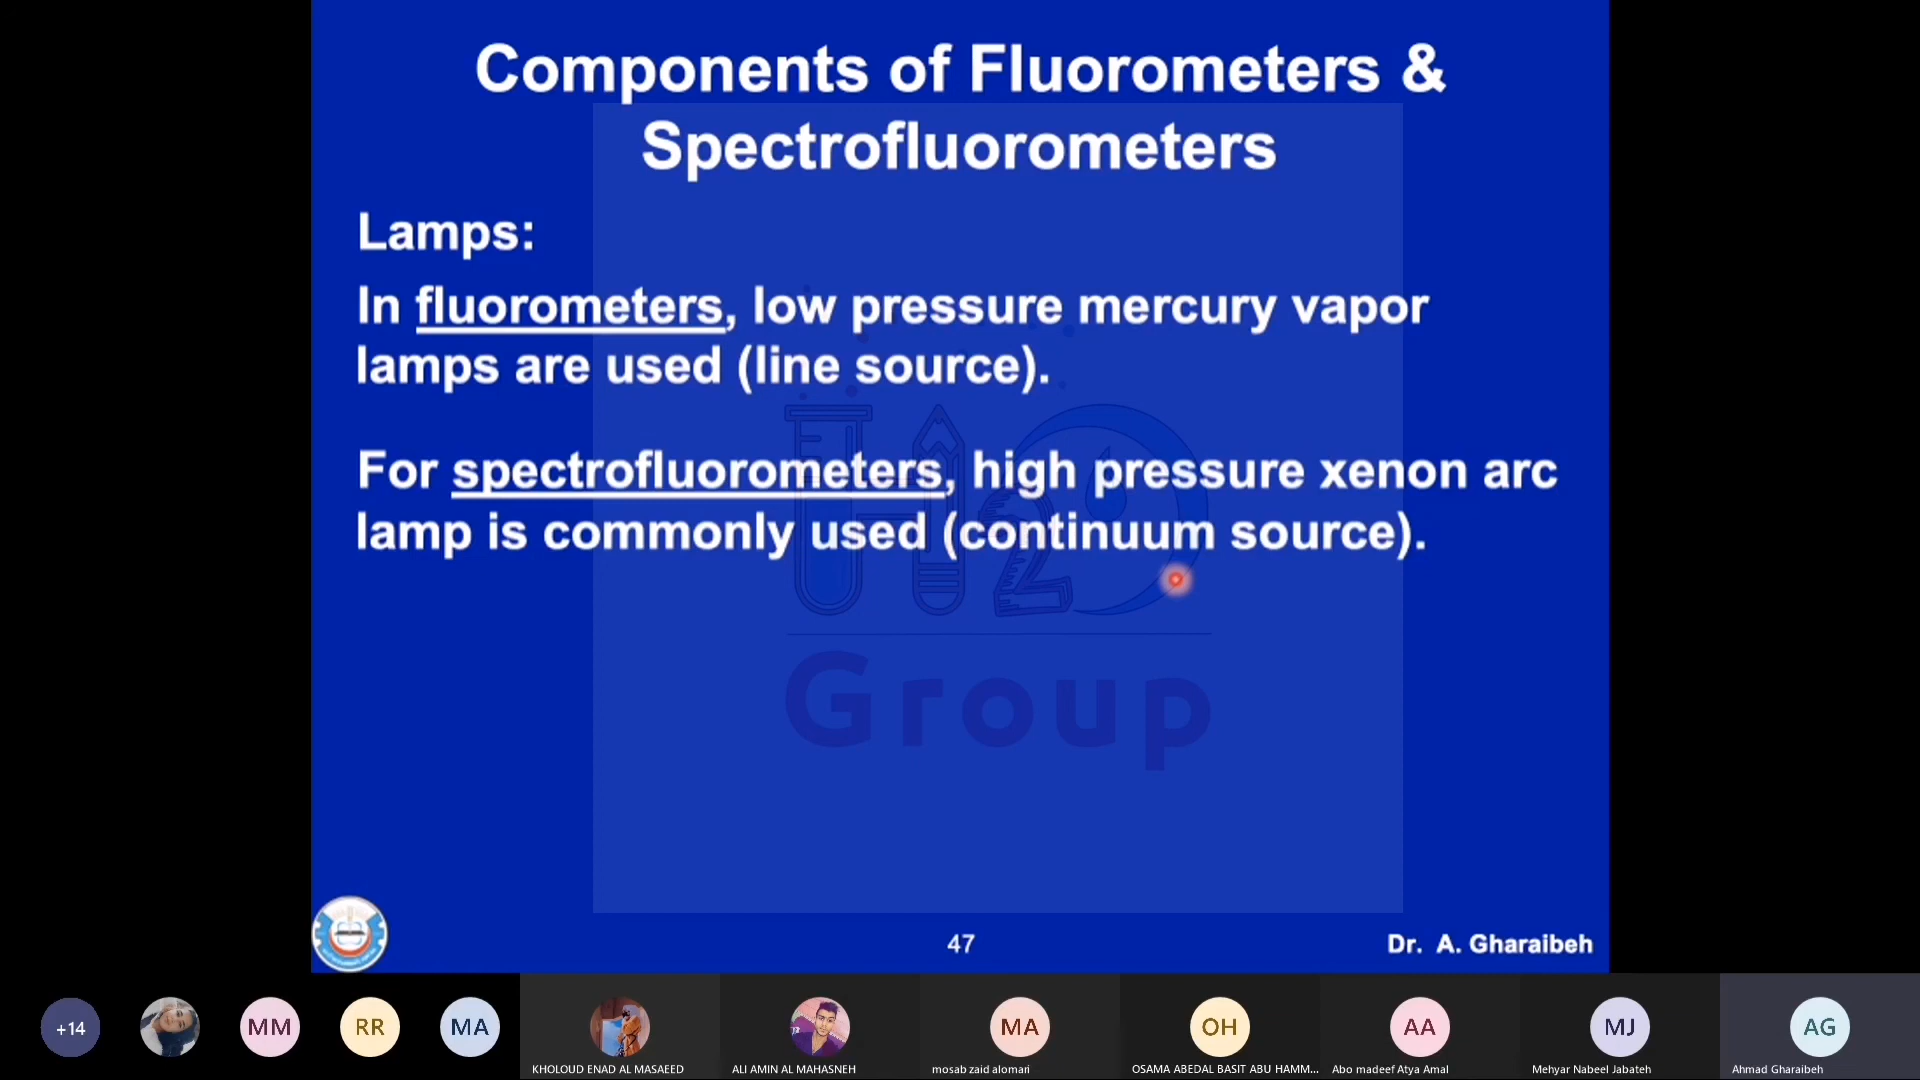 Components of Fluorometers &
Spectrofluorometers
Lamps:
In fluorometers, low pressure mercury vapor
lamps are used (line source).
For spectrofluorometers, high pressure xenon arc
lamp is commonly used (continuum source).
H2O
Group
47
Dr. A. Gharaibeh
+14
MM
RR
MA
MA
OH
AA
MJ
AG
KHOLOUD ENAD AL MASAEED
ALI AMIN AL MAHASNEH
mosab zaid alomari
OSAMA ABEDAL BASIT ABU HAMM...
Abo madeef Atya Amal
Mehyar Nabeel Jabateh
Ahmad Gharaibeh